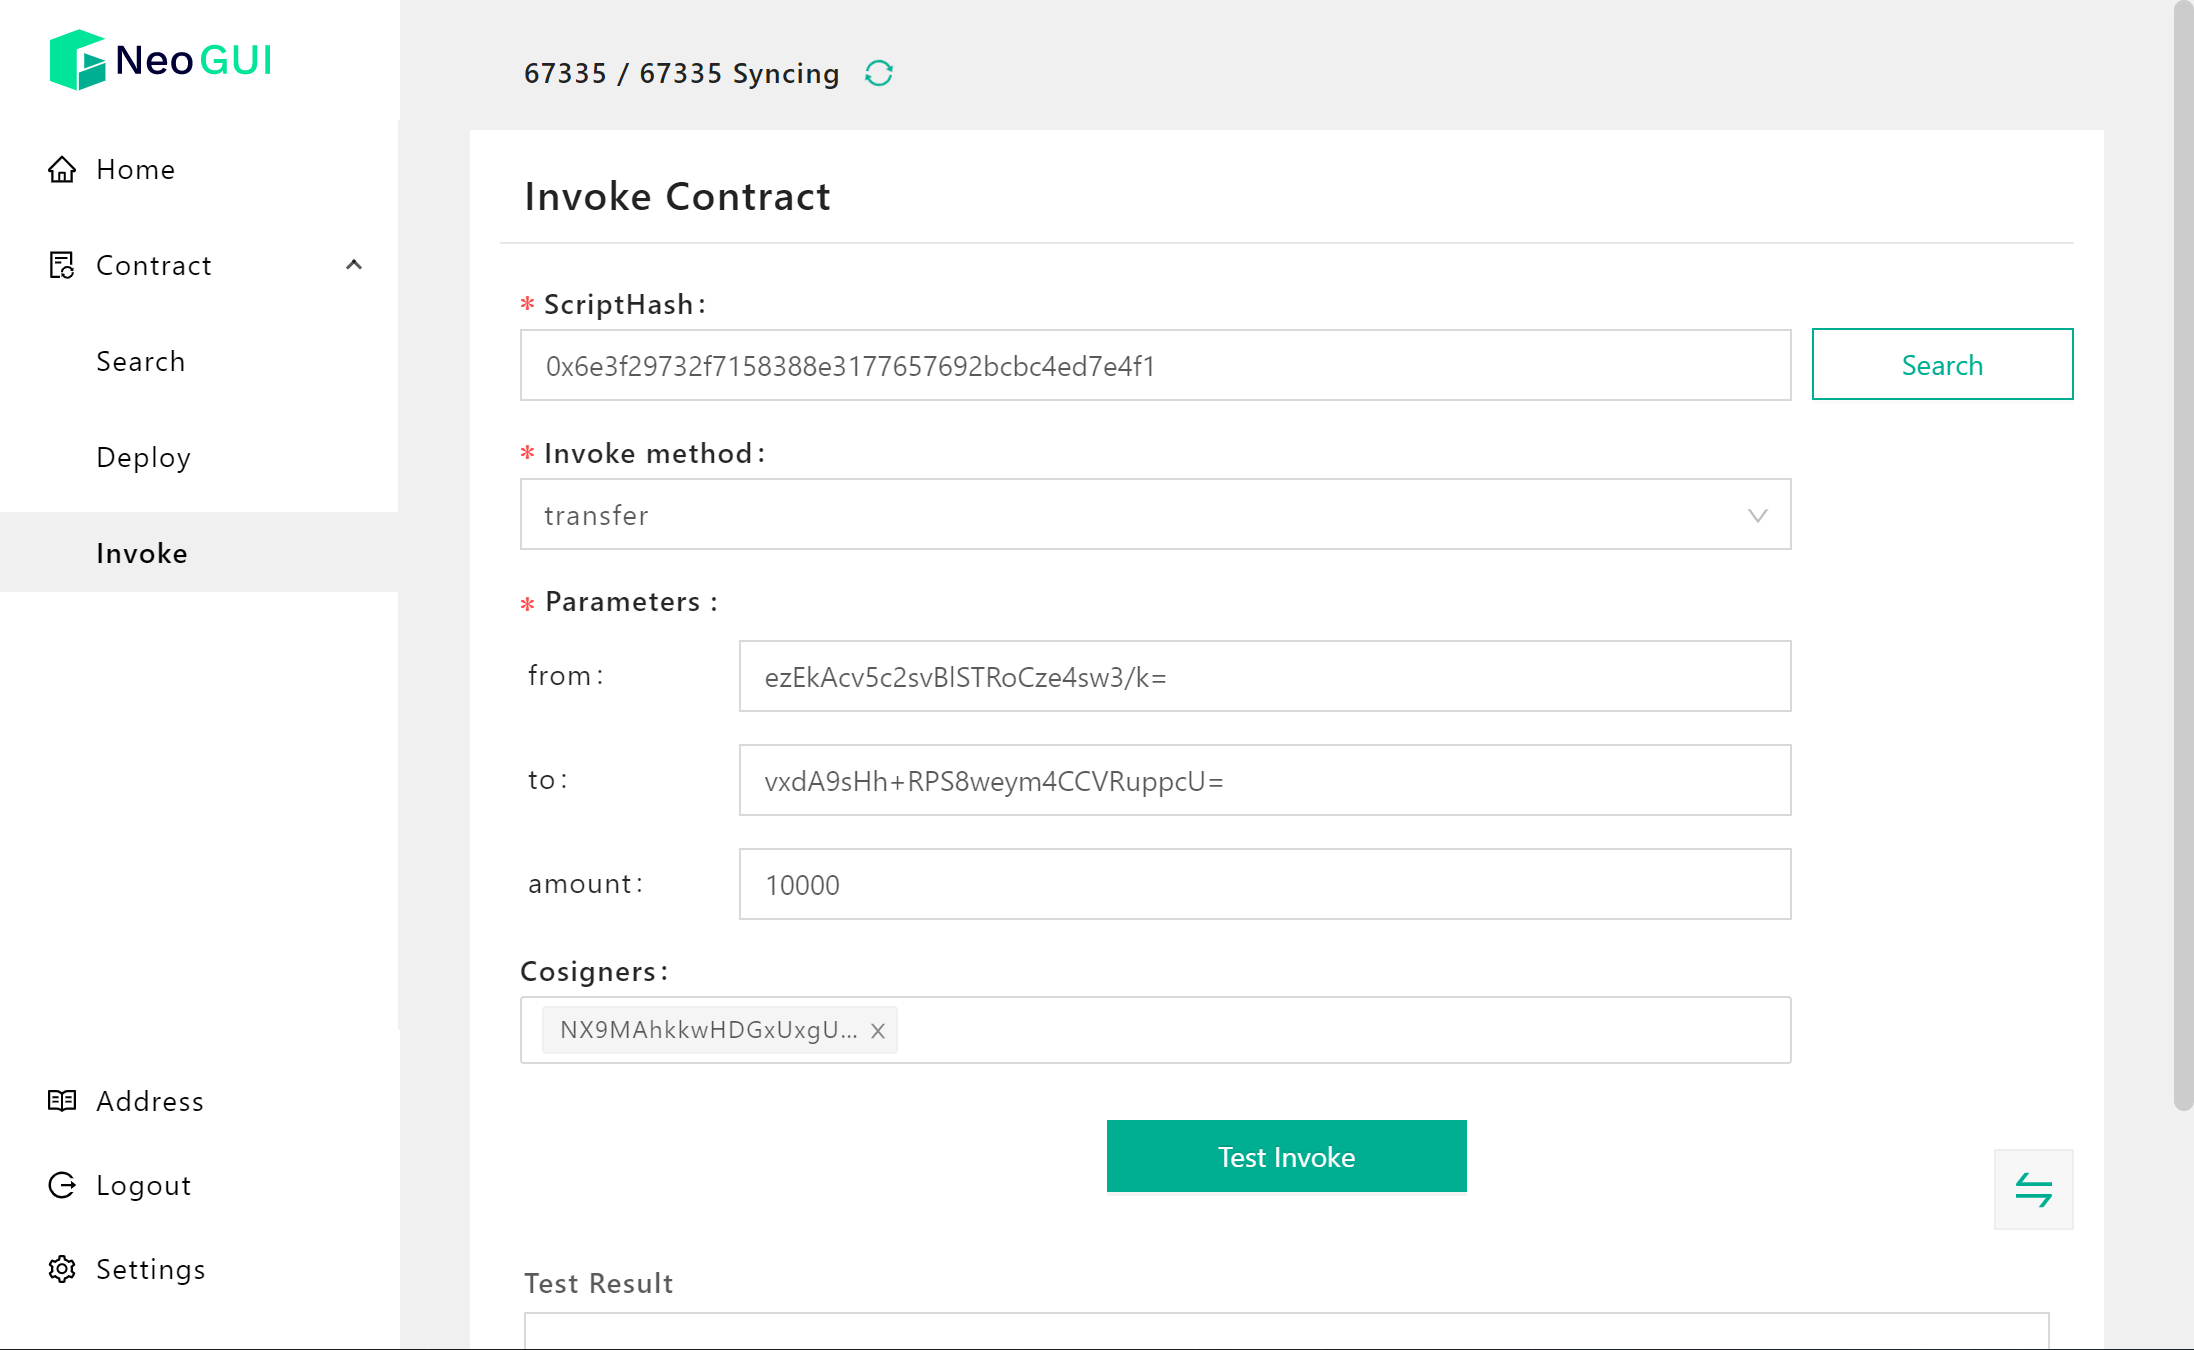 Neo GUI
67335 / 67335 Syncing
Home
Contract
Search
Deploy
Invoke
Address
Logout
Settings
Invoke Contract
* ScriptHash:
0x6e3f29732f7158388e3177657692bcbc4ed7e4f1
Search
* Invoke method:
transfer
* Parameters :
from:
ezEkAcv5c2svBlSTRoCze4sw3/k=
to:
vxdA9sHh+RPS8weym4CCVRuppcU=
amount:
10000
Cosigners:
NX9MAhkkwHDGxUxgU...
Test Invoke
Test Result